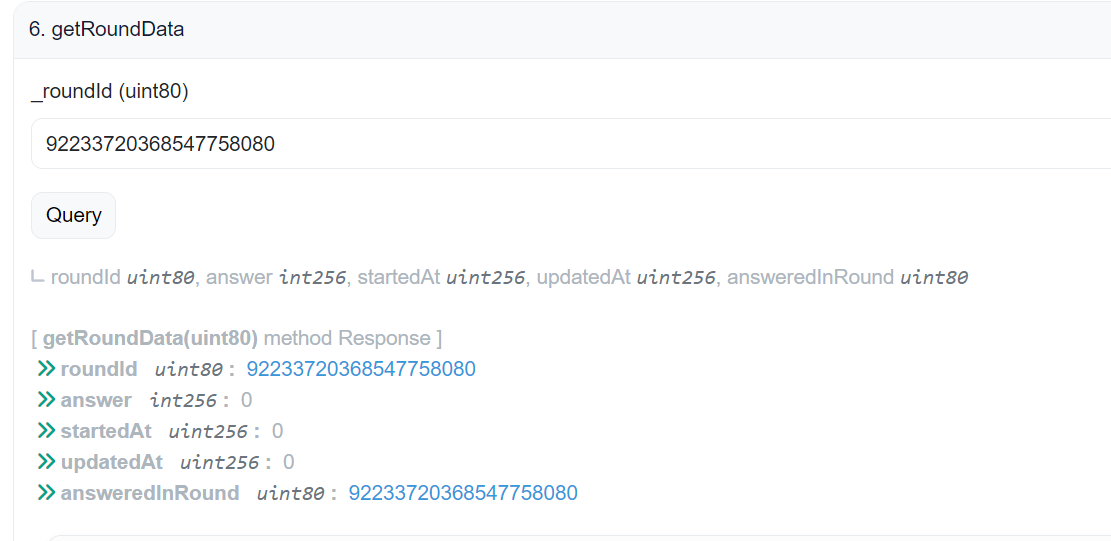 6. getRoundData
_roundId (uint80)
92233720368547758080
Query
roundId uint80, answer int256, startedAt uint256, updatedAt uint256, answeredInRound uint80
[ getRoundData(uint80) method Response ]
roundId uint80 : 92233720368547758080
answer int256 : 0
startedAt uint256 : 0
updatedAt uint256 : 0
answeredInRound uint80 : 92233720368547758080